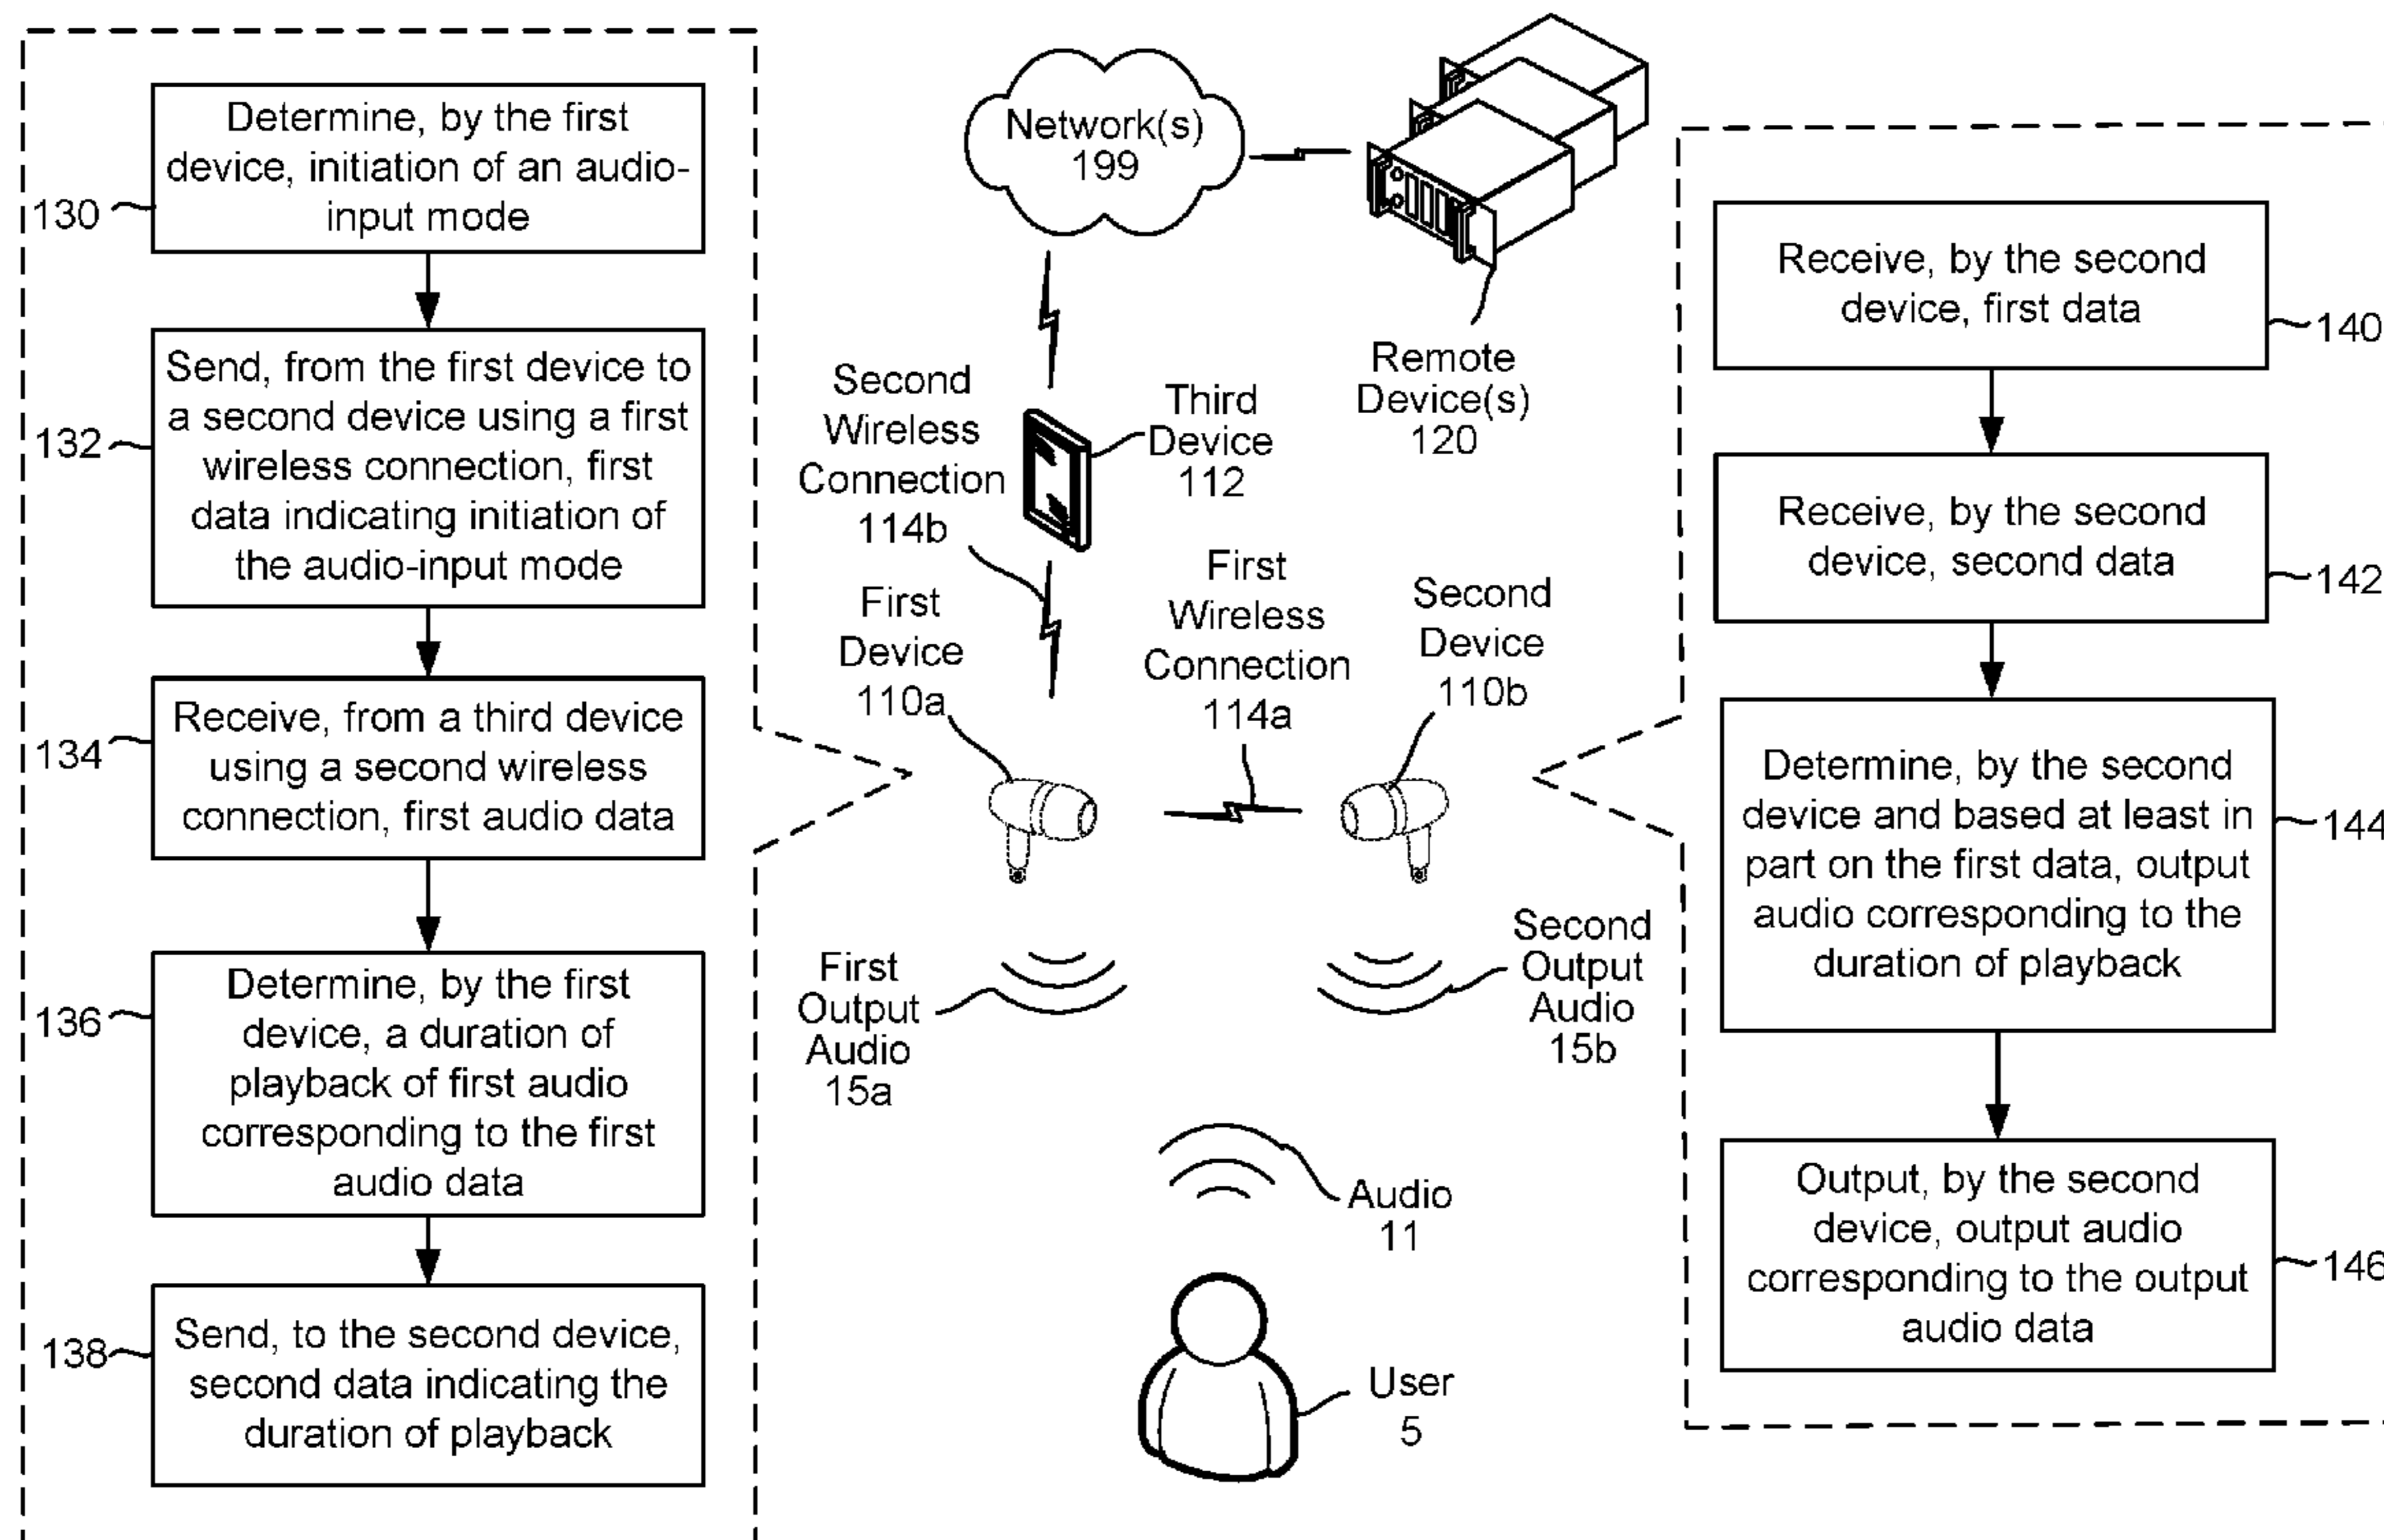 Determine, by the first
device, initiation of an audio-
input mode
130
Send, from the first device to
a second device using a first
wireless connection, first
data indicating initiation of
the audio-input mode
132
Receive, from a third device
using a second wireless
connection, first audio data
134
Determine, by the first
device, a duration of
playback of first audio
corresponding to the first
audio data
136
Send, to the second device,
second data indicating the
duration of playback
138
Network(s)
199
Remote
Device(s)
120
Second
Wireless
Connection
114b
Third
Device
112
First
Device
110a
First
Wireless
Connection
114a
Second
Device
110b
First
Output
Audio
15a
Second
Output
Audio
15b
Audio
11
User
5
Receive, by the second
device, first data
140
Receive, by the second
device, second data
142
Determine, by the second
device and based at least in
part on the first data, output
audio corresponding to the
duration of playback
144
Output, by the second
device, output audio
corresponding to the output
audio data
146